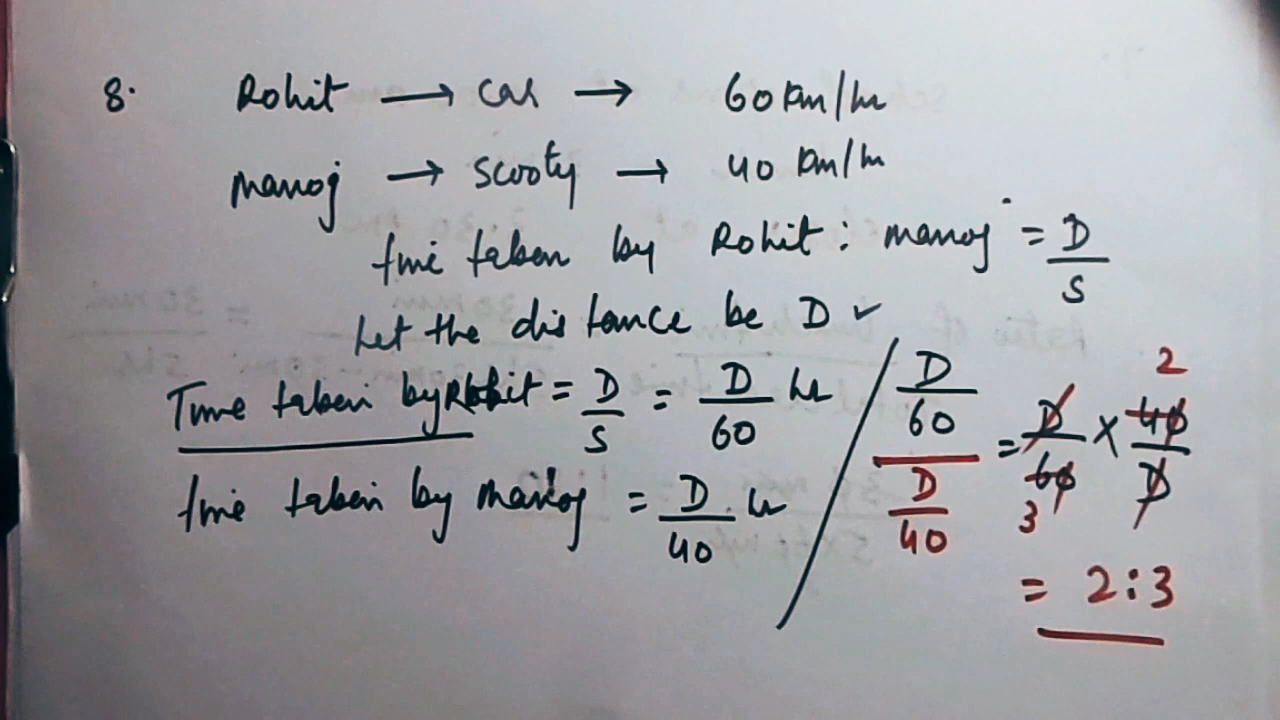 8. Rohit → car → 60 km/hr
Manoj → Scooty → 40 km/hr
time taken by Rohit : manoj = D/S
Let the distance be D ✓
Time taken by Rohit = D/S = D/60 hr
time taken by manoj = D/40 hr
D/60 / D/40 = D/60 × 40/D
2
3
= 2:3